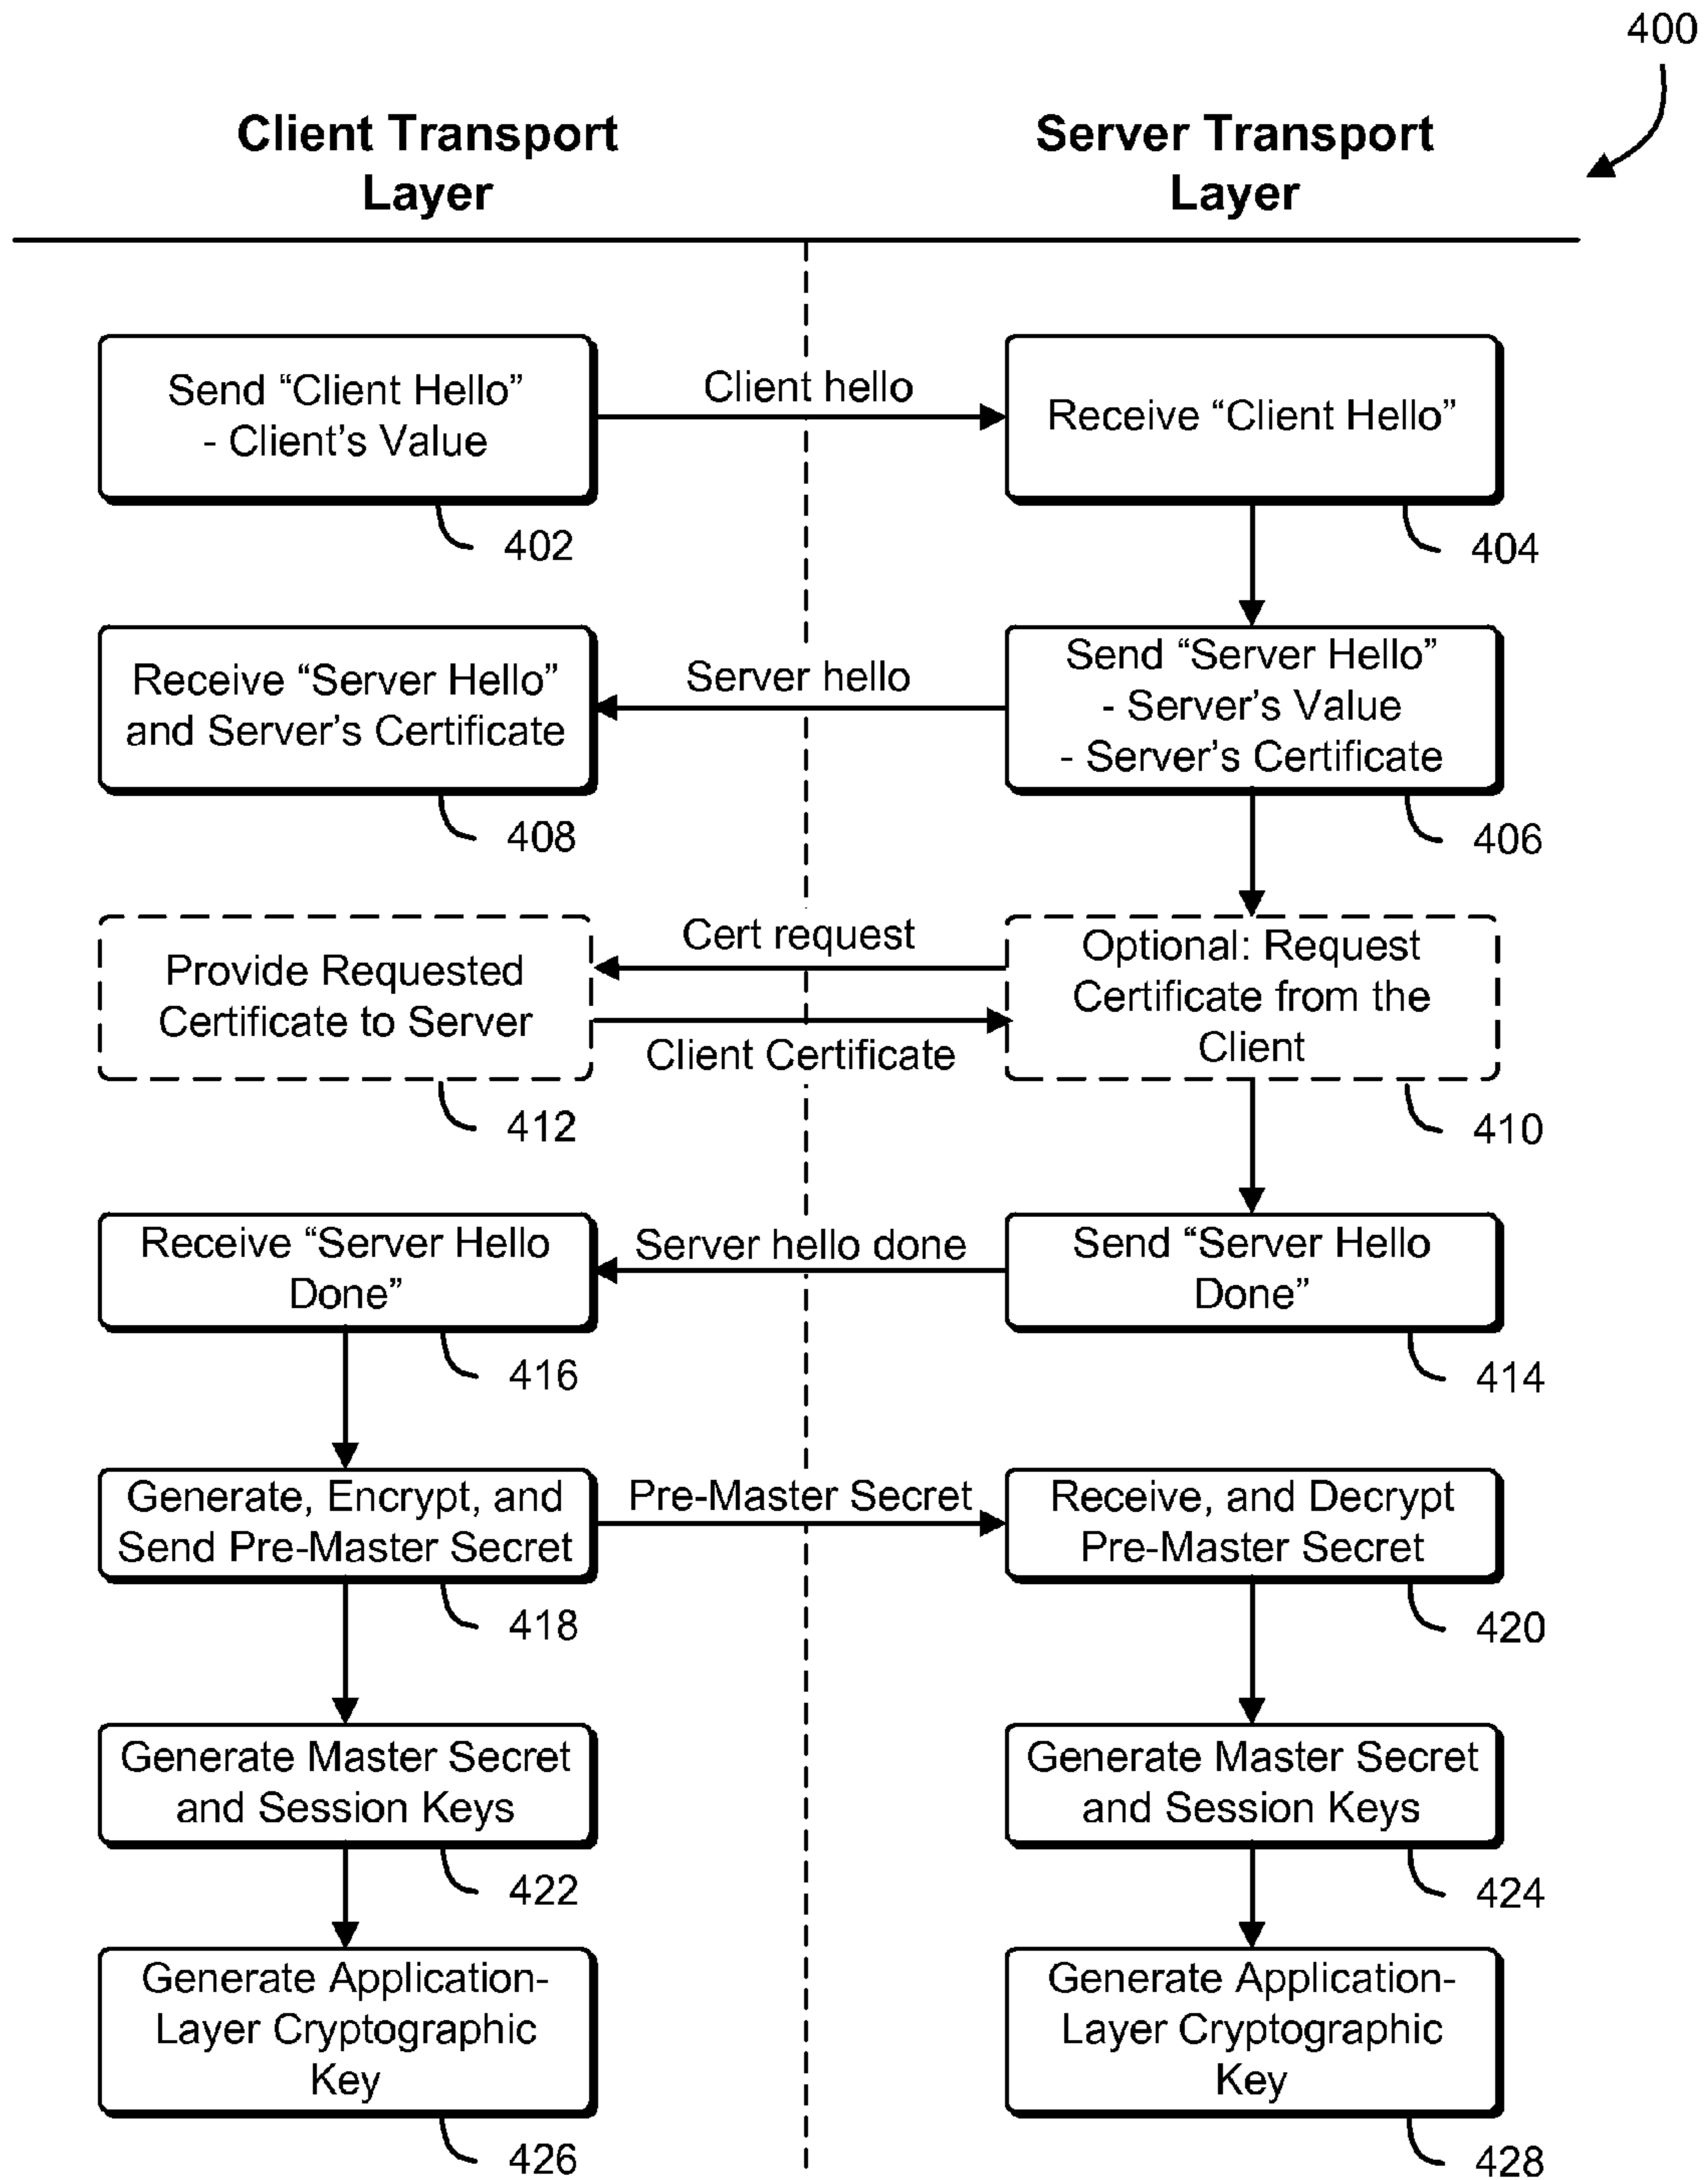 400
Client Transport
Layer
Server Transport
Layer
Send “Client Hello”
- Client’s Value
402
Client hello
Receive “Client Hello”
404
Receive “Server Hello”
and Server’s Certificate
408
Server hello
Send “Server Hello”
- Server’s Value
- Server’s Certificate
406
Provide Requested
Certificate to Server
412
Cert request
Client Certificate
Optional: Request
Certificate from the
Client
410
Receive “Server Hello
Done”
416
Server hello done
Send “Server Hello
Done”
414
Generate, Encrypt, and
Send Pre-Master Secret
418
Pre-Master Secret
Receive, and Decrypt
Pre-Master Secret
420
Generate Master Secret
and Session Keys
422
Generate Master Secret
and Session Keys
424
Generate Application-
Layer Cryptographic
Key
426
Generate Application-
Layer Cryptographic
Key
428